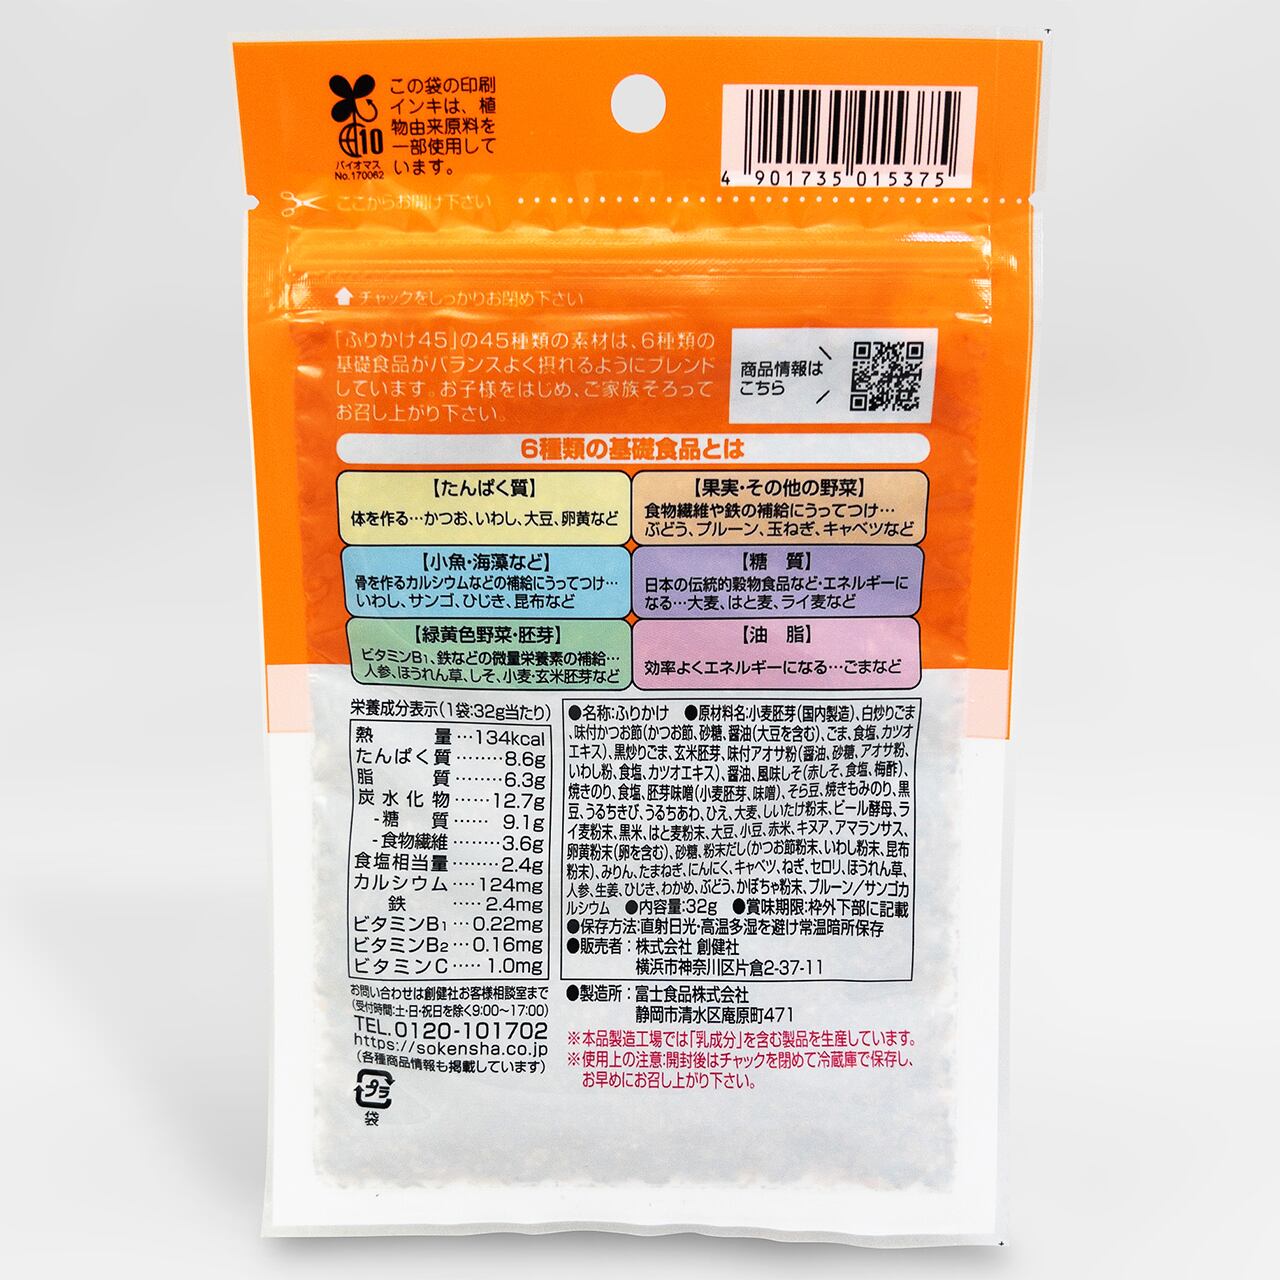 この袋の印刷
インキは、植
物由来原料を
一部使用して
います。
10
バイオマス
No.170062
4 901735 015375
ここからお開け下さい
チャックをしっかりお閉め下さい
「ふりかけ45」の45種類の素材は、6種類の
基礎食品がバランスよく摂れるようにブレンド
しています。お子様をはじめ、ご家族そろって
お召し上がり下さい。
商品情報は
こちら
6種類の基礎食品とは
【たんぱく質】
体を作る…かつお、いわし、大豆、卵黄など
【果実・その他の野菜】
食物繊維や鉄の補給にうってつけ…
ぶどう、プルーン、玉ねぎ、キャベツなど
【小魚・海藻など】
骨を作るカルシウムなどの補給にうってつけ…
いわし、サンゴ、ひじき、昆布など
【糖　質】
日本の伝統的穀物食品など・エネルギーに
なる…大麦、はと麦、ライ麦など
【緑黄色野菜・胚芽】
ビタミンB1、鉄などの微量栄養素の補給…
人参、ほうれん草、しそ、小麦・玄米胚芽など
【油　脂】
効率よくエネルギーになる…ごまなど
栄養成分表示(1袋:32g当たり)
熱　　量…134kcal
たんぱく質………8.6g
脂　　質………6.3g
炭水化物……12.7g
-糖　質……9.1g
-食物繊維………3.6g
食塩相当量………2.4g
カルシウム‥‥124mg
鉄　‥‥‥2.4mg
ビタミンB1…0.22mg
ビタミンB2…0.16mg
ビタミンC‥‥‥1.0mg
お問い合わせは創健社お客様相談室まで
(受付時間:土・日・祝日を除く9:00〜17:00)
TEL.0120-101702
https://sokensha.co.jp
(各種商品情報も掲載しています)
プラ
袋
●名称:ふりかけ　●原材料名:小麦胚芽(国内製造)、白炒りごま
、味付かつお節(かつお節、砂糖、醤油(大豆を含む)、ごま、食塩、カツオ
エキス)、黒炒りごま、玄米胚芽、味付アオサ粉(醤油、砂糖、アオサ粉、
いわし粉、食塩、カツオエキス)、醤油、風味しそ(赤しそ、食塩、梅酢)、
焼きのり、食塩、胚芽味噌(小麦胚芽、味噌)、そら豆、焼きもみのり、黒
豆、うるちきび、うるちあわ、ひえ、大麦、しいたけ粉末、ビール酵母、ラ
イ麦粉末、黒米、はと麦粉末、大豆、小豆、赤米、キヌア、アマランサス、
卵黄粉末(卵を含む)、砂糖、粉末だし(かつお節粉末、いわし粉末、昆布
粉末)、みりん、たまねぎ、にんにく、キャベツ、ねぎ、セロリ、ほうれん草、
人参、生姜、ひじき、わかめ、ぶどう、かぼちゃ粉末、プルーン／サンゴカ
ルシウム　●内容量:32g　●賞味期限:枠外下部に記載
●保存方法:直射日光・高温多湿を避け常温暗所保存
●販売者:株式会社 創健社
横浜市神奈川区片倉2-37-11
●製造所:富士食品株式会社
静岡市清水区庵原町471
※本品製造工場では「乳成分」を含む製品を生産しています。
※使用上の注意:開封後はチャックを閉めて冷蔵庫で保存し、
お早めにお召し上がり下さい。